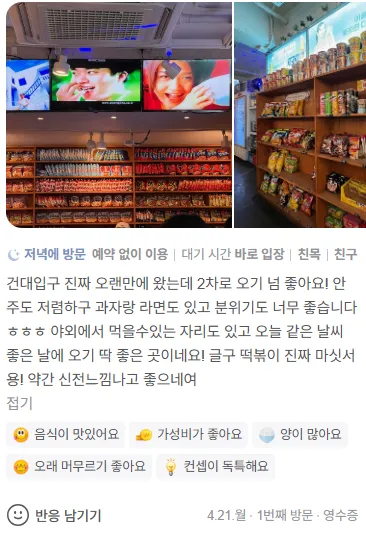 저녁에 방문 예약 없이 이용 | 대기 시간 바로 입장 | 친목 | 친구
건대입구 진짜 오랜만에 왔는데 2차로 오기 넘 좋아요! 안
주도 저렴하구 과자랑 라면도 있고 분위기도 너무 좋습니다
ㅎㅎㅎ 야외에서 먹을수있는 자리도 있고 오늘 같은 날씨
좋은 날에 오기 딱 좋은 곳이네요! 글구 떡볶이 진짜 마싯서
용! 약간 신전느낌나고 좋으네여
접기
음식이 맛있어요 가성비가 좋아요 양이 많아요
오래 머무르기 좋아요 컨셉이 독특해요
반응 남기기 4.21.월 · 1번째 방문 · 영수증